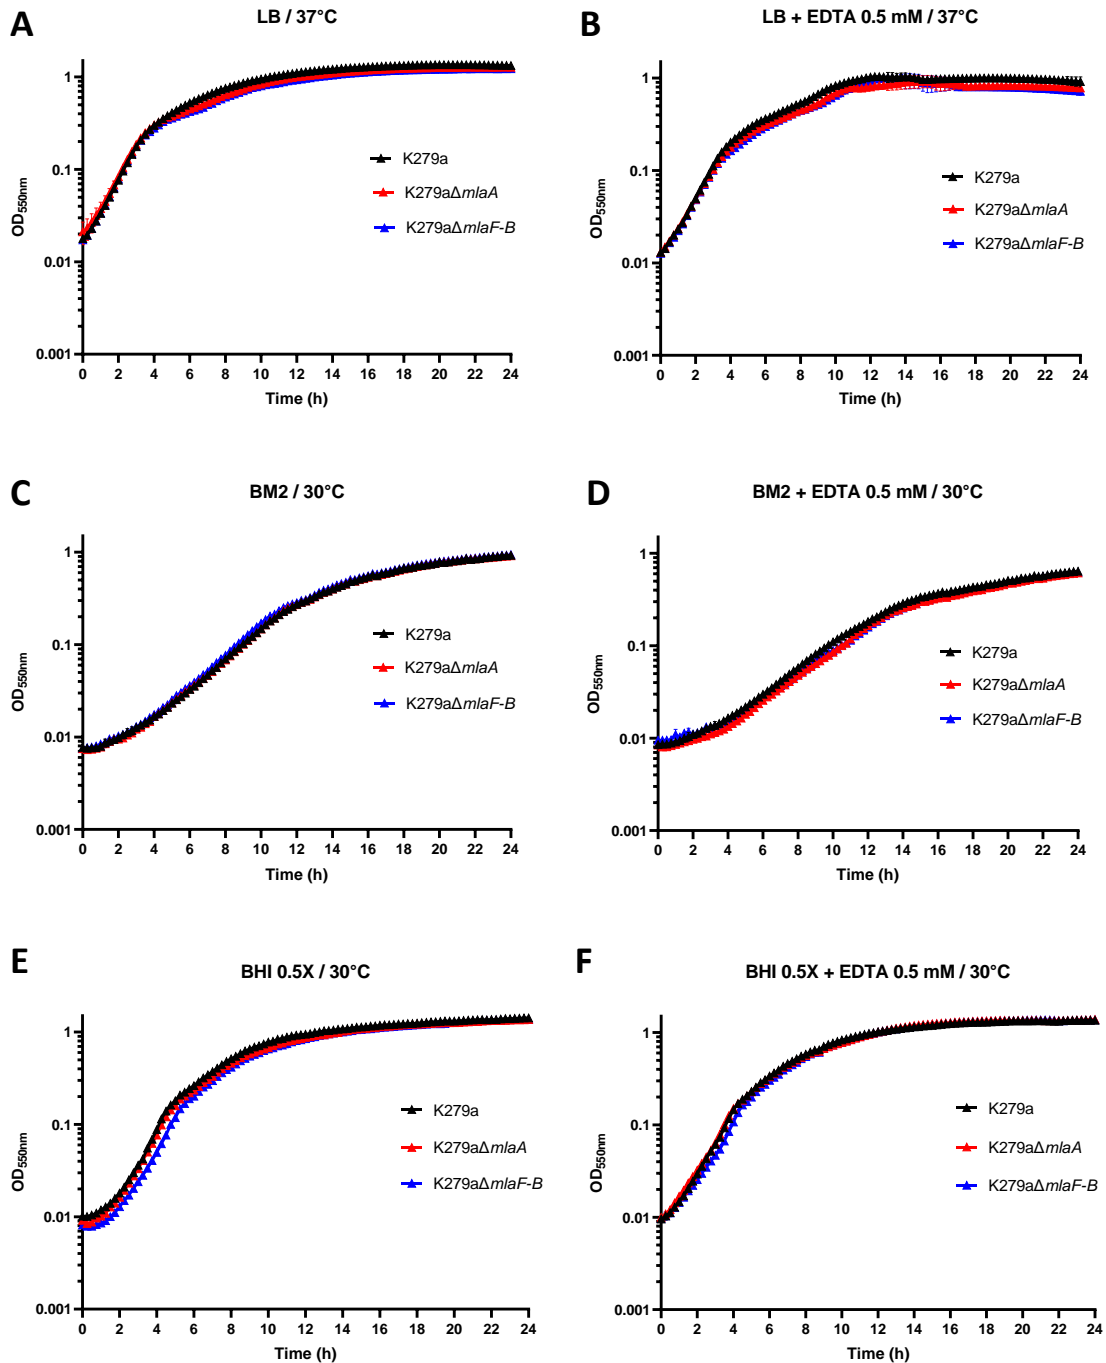 A
LB / 37°C
1
0.1
0.01
0.001
OD550nm
K279a
K279aΔmlaA
K279aΔmlaF-B
0 2 4 6 8 10 12 14 16 18 20 22 24
Time (h)
B
LB + EDTA 0.5 mM / 37°C
1
0.1
0.01
0.001
OD550nm
K279a
K279aΔmlaA
K279aΔmlaF-B
0 2 4 6 8 10 12 14 16 18 20 22 24
Time (h)
C
BM2 / 30°C
1
0.1
0.01
0.001
OD550nm
K279a
K279aΔmlaA
K279aΔmlaF-B
0 2 4 6 8 10 12 14 16 18 20 22 24
Time (h)
D
BM2 + EDTA 0.5 mM / 30°C
1
0.1
0.01
0.001
OD550nm
K279a
K279aΔmlaA
K279aΔmlaF-B
0 2 4 6 8 10 12 14 16 18 20 22 24
Time (h)
E
BHI 0.5X / 30°C
1
0.1
0.01
0.001
OD550nm
K279a
K279aΔmlaA
K279aΔmlaF-B
0 2 4 6 8 10 12 14 16 18 20 22 24
Time (h)
F
BHI 0.5X + EDTA 0.5 mM / 30°C
1
0.1
0.01
0.001
OD550nm
K279a
K279aΔmlaA
K279aΔmlaF-B
0 2 4 6 8 10 12 14 16 18 20 22 24
Time (h)